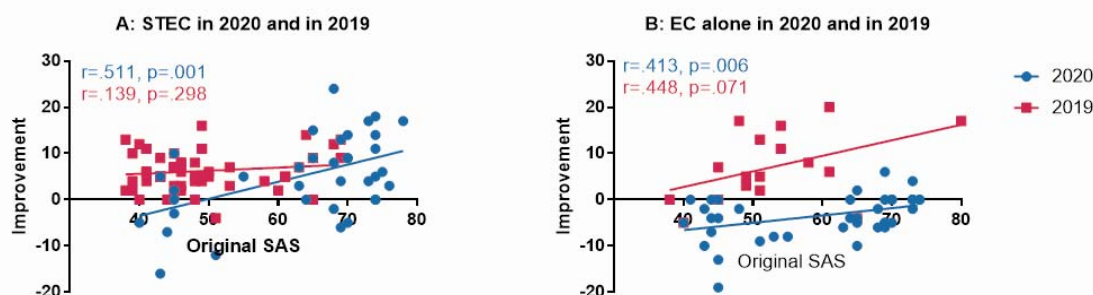 A: STEC in 2020 and in 2019
r=.511, p=.001
r=.139, p=.298
Improvement
30
20
10
0
-10
-20
40
50
60
70
80
Original SAS
B: EC alone in 2020 and in 2019
r=.413, p=.006
r=.448, p=.071
Improvement
30
20
10
0
-10
-20
40
50
60
70
80
Original SAS
2020
2019